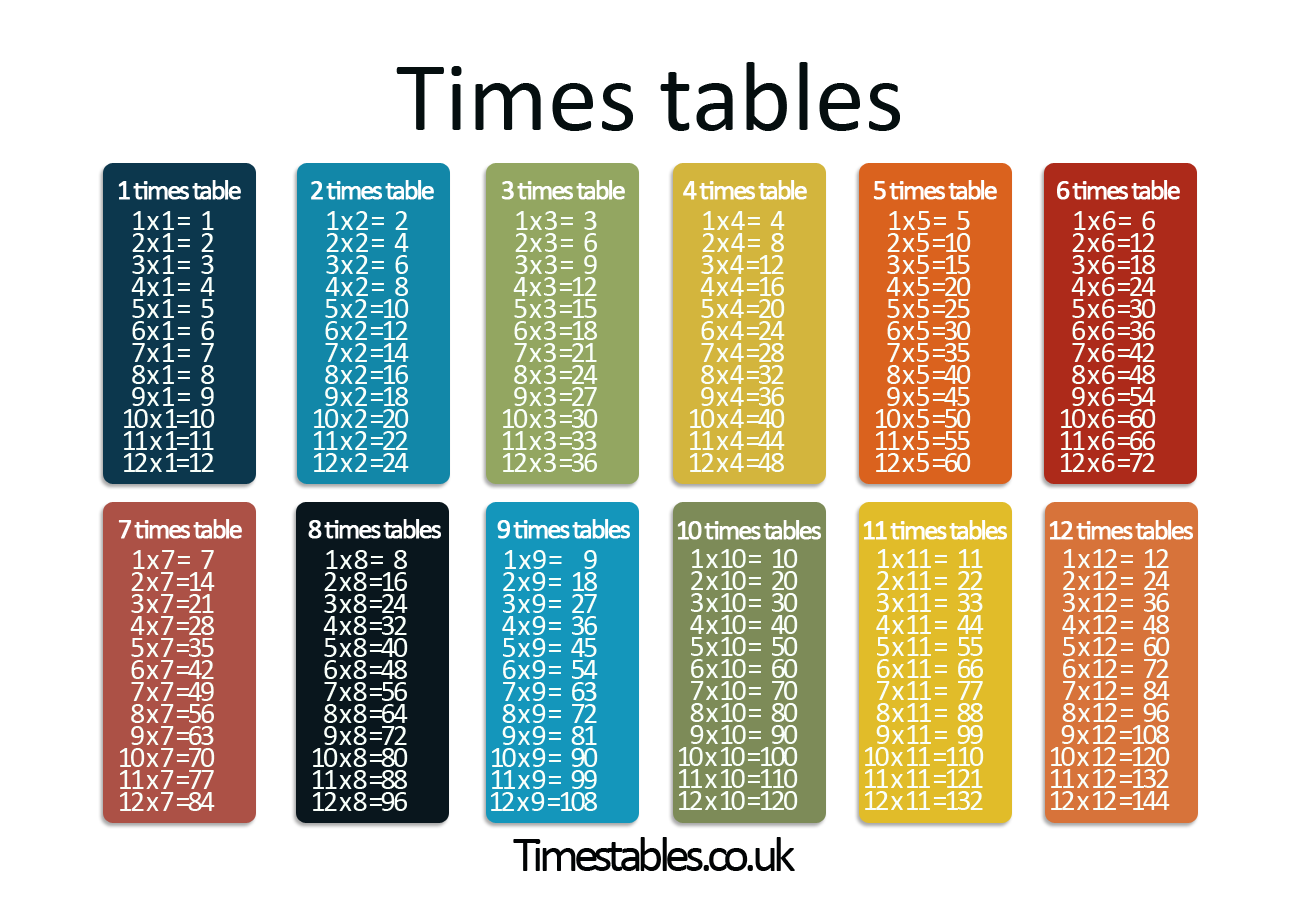 Times tables
1 times table
1x1= 1
2x1= 2
3x1= 3
4x1= 4
5x1= 5
6x1= 6
7x1= 7
8x1= 8
9x1= 9
10x1=10
11x1=11
12x1=12
2 times table
1x2= 2
2x2= 4
3x2= 6
4x2= 8
5x2=10
6x2=12
7x2=14
8x2=16
9x2=18
10x2=20
11x2=22
12x2=24
3 times table
1x3= 3
2x3= 6
3x3= 9
4x3=12
5x3=15
6x3=18
7x3=21
8x3=24
9x3=27
10x3=30
11x3=33
12x3=36
4 times table
1x4= 4
2x4= 8
3x4=12
4x4=16
5x4=20
6x4=24
7x4=28
8x4=32
9x4=36
10x4=40
11x4=44
12x4=48
5 times table
1x5= 5
2x5=10
3x5=15
4x5=20
5x5=25
6x5=30
7x5=35
8x5=40
9x5=45
10x5=50
11x5=55
12x5=60
6 times table
1x6= 6
2x6=12
3x6=18
4x6=24
5x6=30
6x6=36
7x6=42
8x6=48
9x6=54
10x6=60
11x6=66
12x6=72
7 times table
1x7= 7
2x7=14
3x7=21
4x7=28
5x7=35
6x7=42
7x7=49
8x7=56
9x7=63
10x7=70
11x7=77
12x7=84
8 times tables
1x8= 8
2x8=16
3x8=24
4x8=32
5x8=40
6x8=48
7x8=56
8x8=64
9x8=72
10x8=80
11x8=88
12x8=96
9 times tables
1x9= 9
2x9= 18
3x9= 27
4x9= 36
5x9= 45
6x9= 54
7x9= 63
8x9= 72
9x9= 81
10x9= 90
11x9= 99
12x9=108
10 times tables
1x10= 10
2x10= 20
3x10= 30
4x10= 40
5x10= 50
6x10= 60
7x10= 70
8x10= 80
9x10= 90
10x10=100
11x10=110
12x10=120
11 times tables
1x11= 11
2x11= 22
3x11= 33
4x11= 44
5x11= 55
6x11= 66
7x11= 77
8x11= 88
9x11= 99
10x11=110
11x11=121
12x11=132
12 times tables
1x12= 12
2x12= 24
3x12= 36
4x12= 48
5x12= 60
6x12= 72
7x12= 84
8x12= 96
9x12=108
10x12=120
11x12=132
12x12=144
Timestables.co.uk